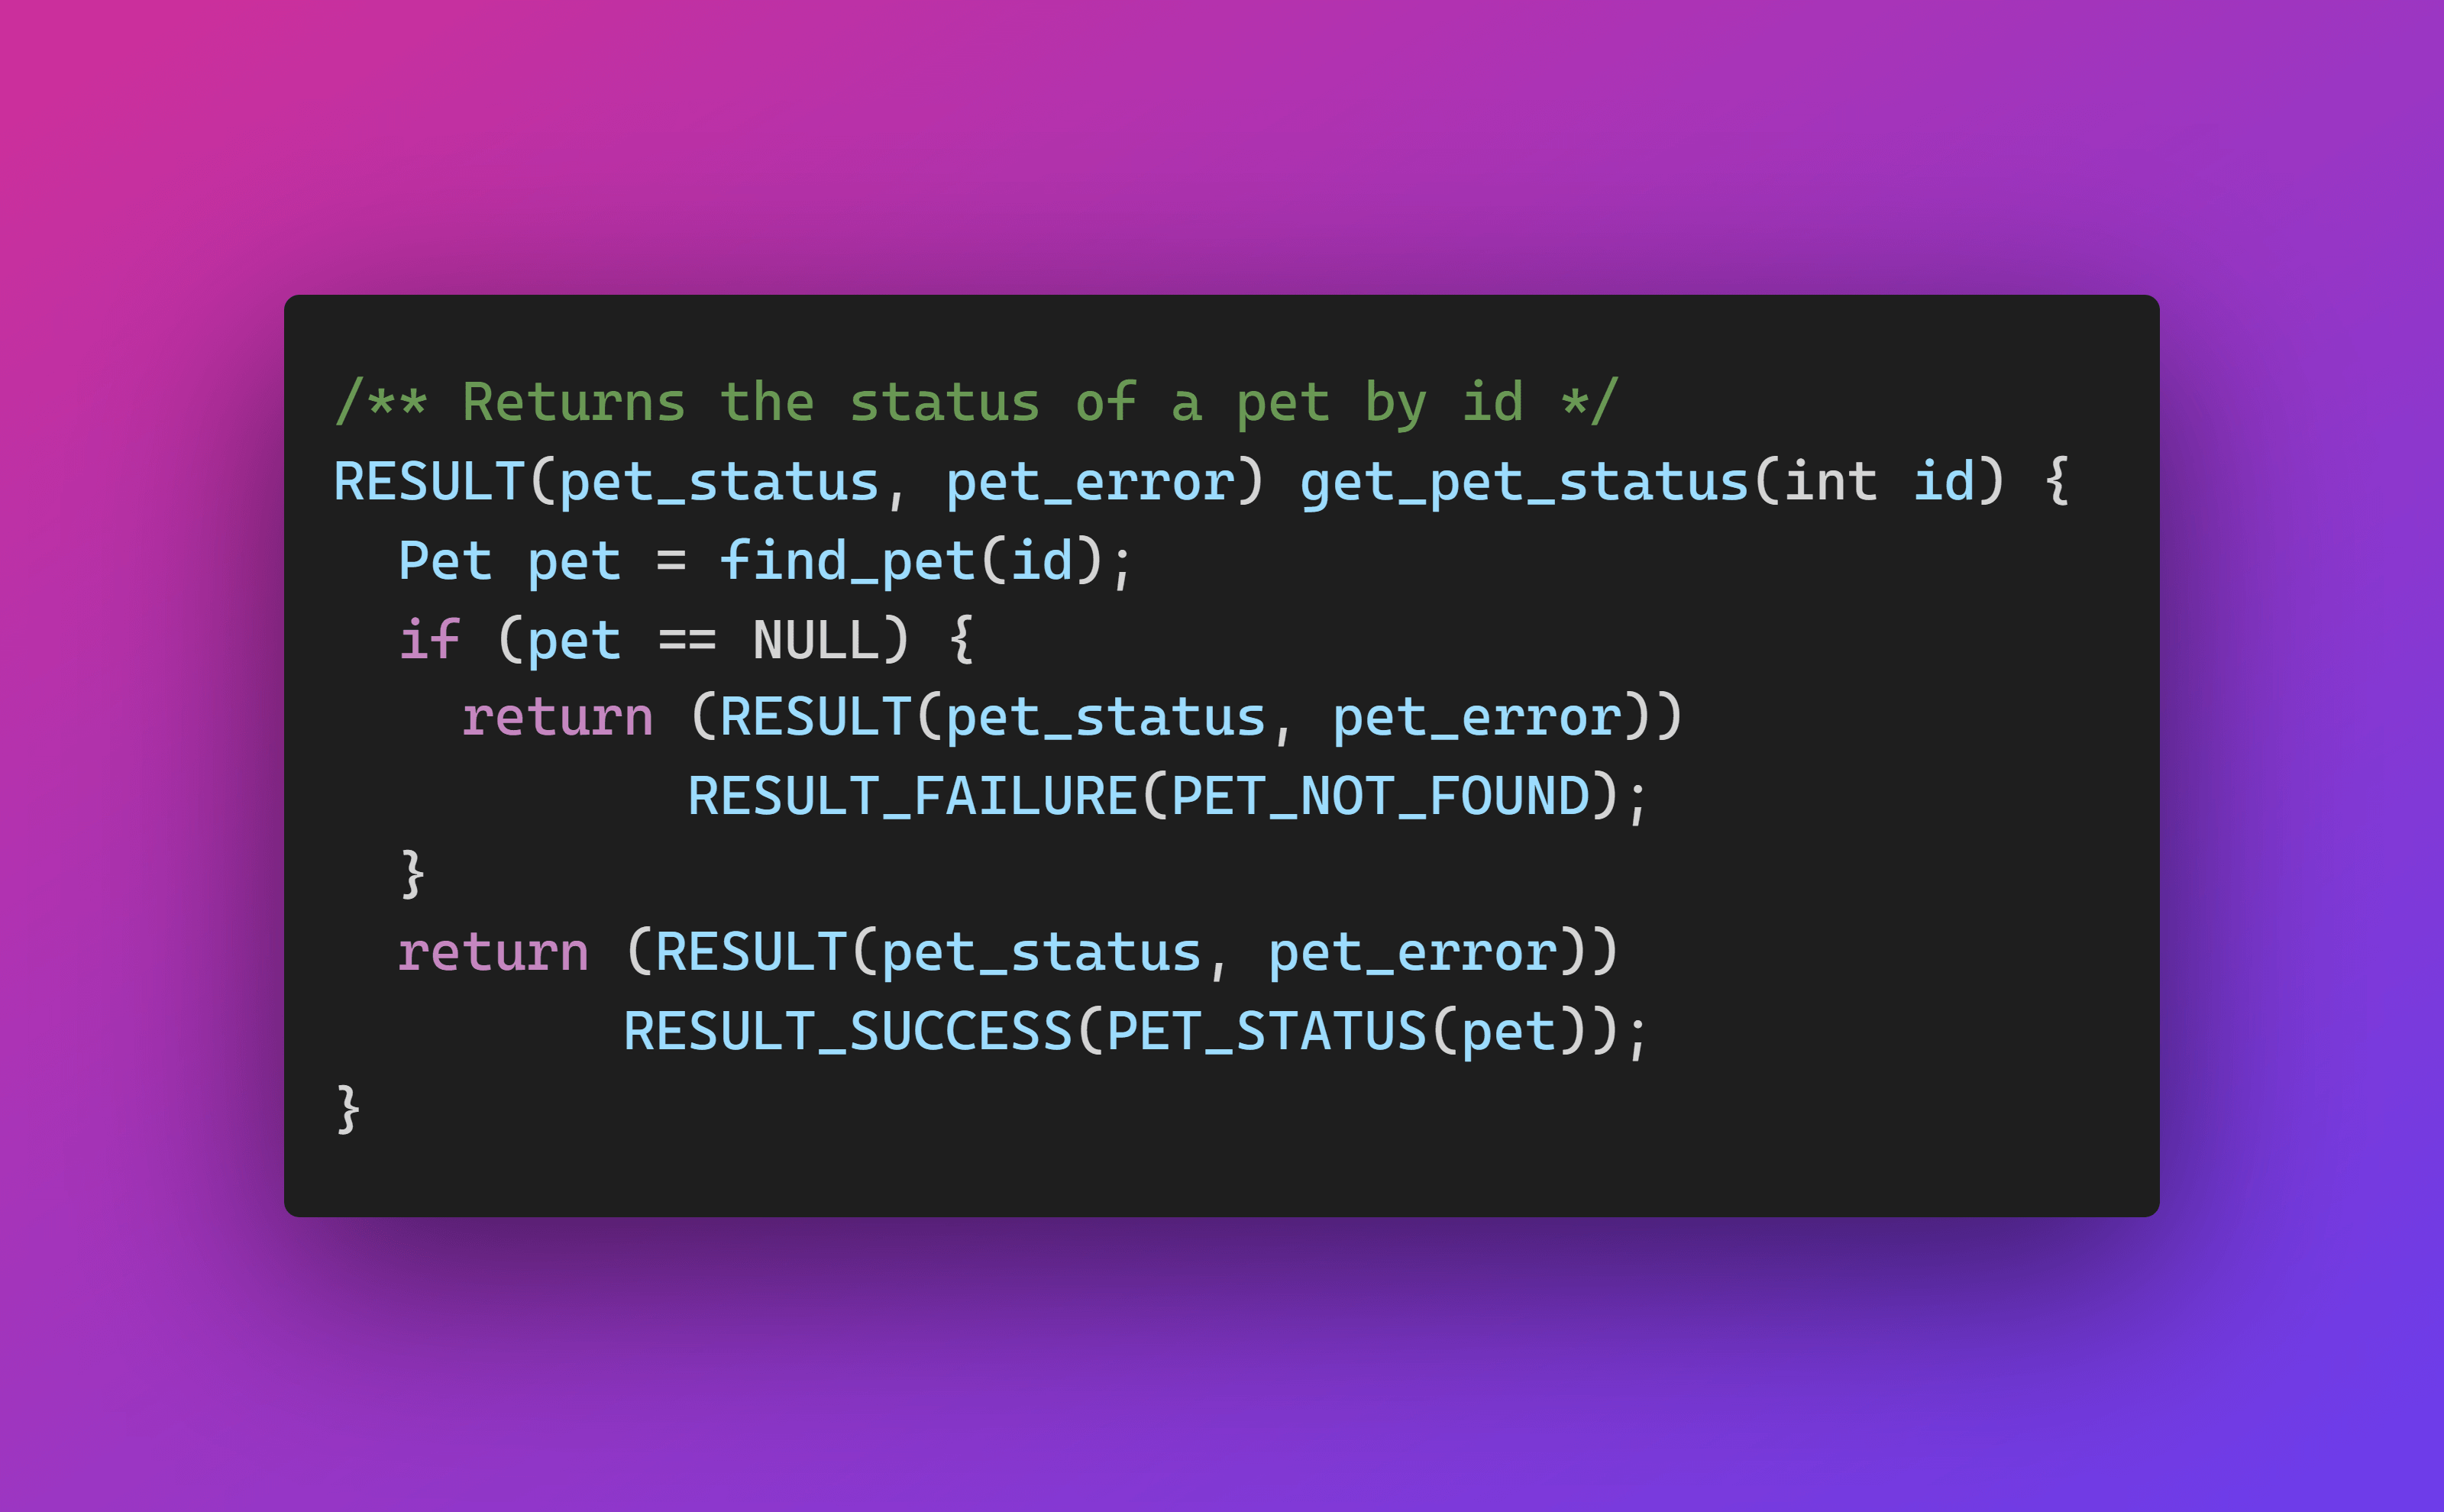 /** Returns the status of a pet by id */
RESULT(pet_status, pet_error) get_pet_status(int id) {
  Pet pet = find_pet(id);
  if (pet == NULL) {
    return (RESULT(pet_status, pet_error))
           RESULT_FAILURE(PET_NOT_FOUND);
  }
  return (RESULT(pet_status, pet_error))
         RESULT_SUCCESS(PET_STATUS(pet));
}